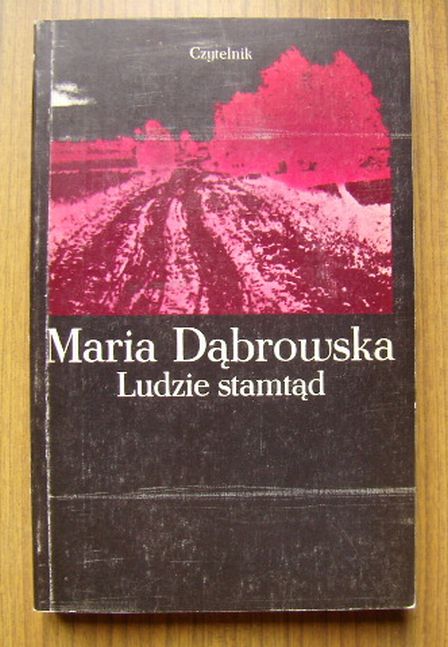 Czytelnik
Maria Dąbrowska
Ludzie stamtąd